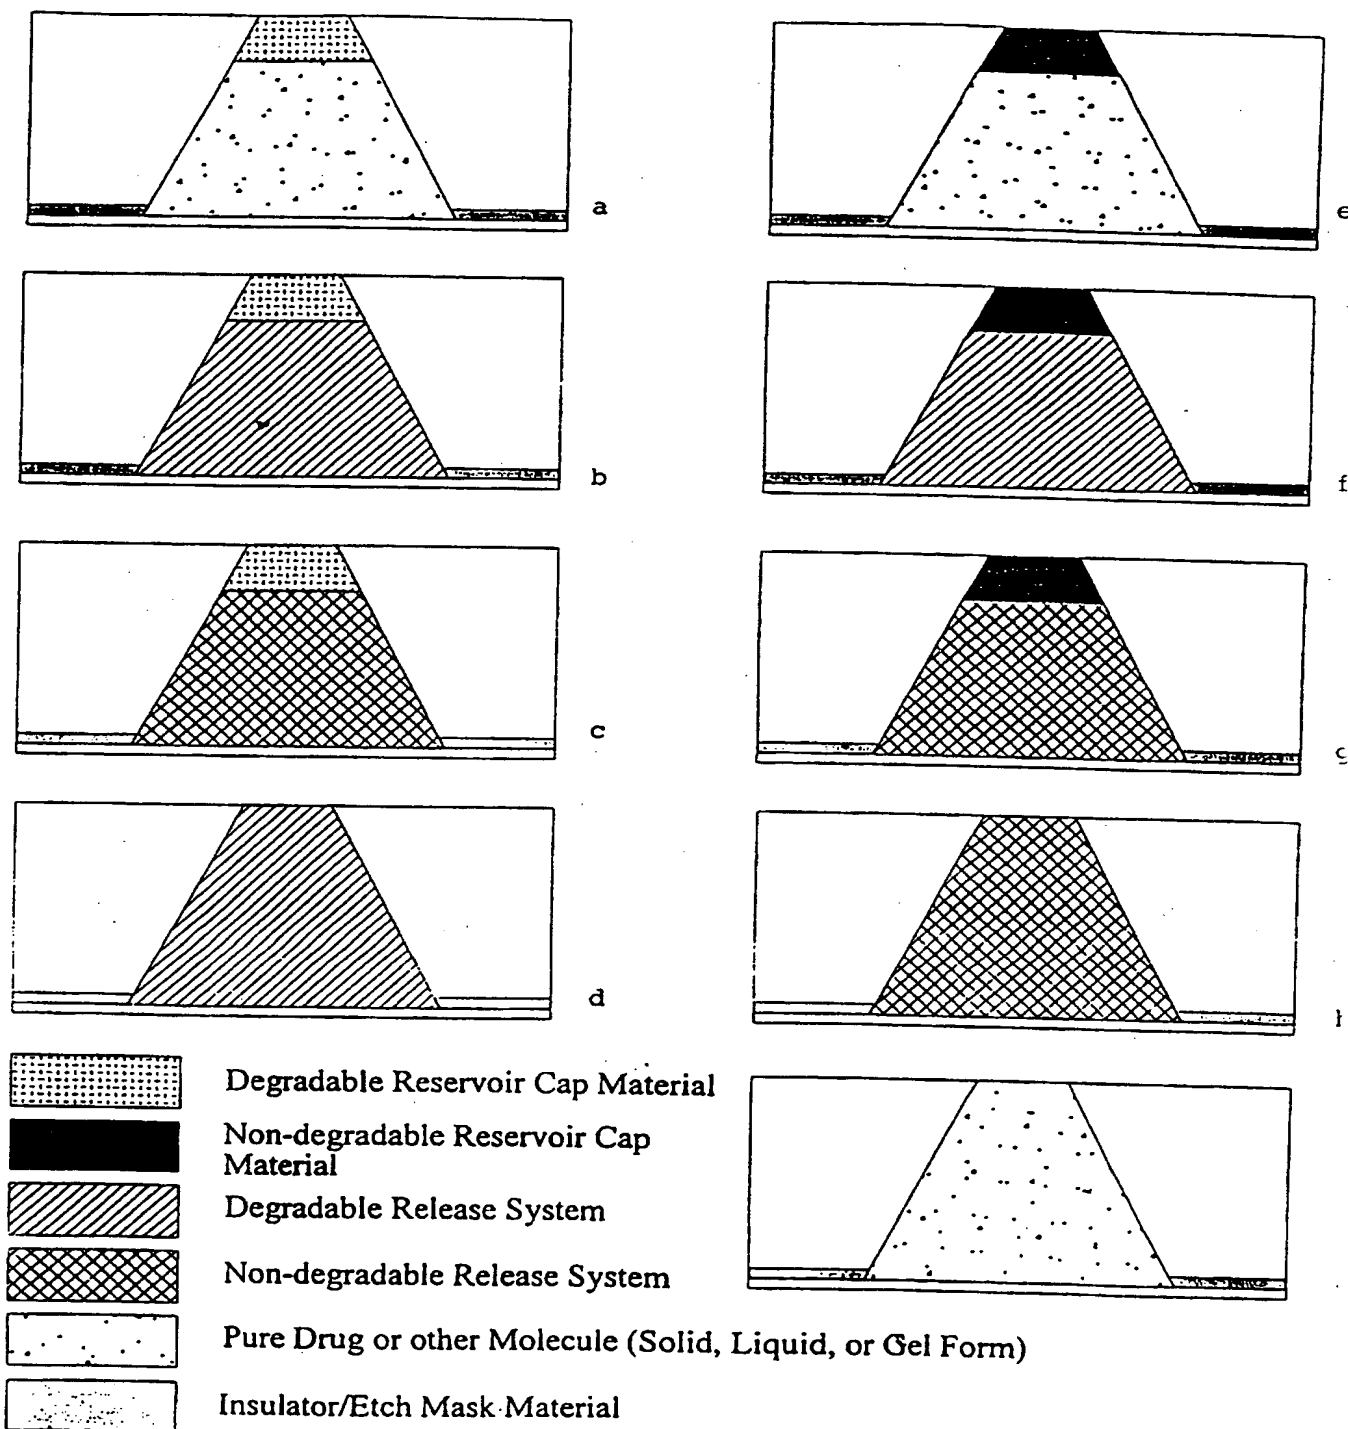 a
e
b
f
c
g
d
h
Degradable Reservoir Cap Material
Non-degradable Reservoir Cap
Material
Degradable Release System
Non-degradable Release System
Pure Drug or other Molecule (Solid, Liquid, or Gel Form)
Insulator/Etch Mask Material